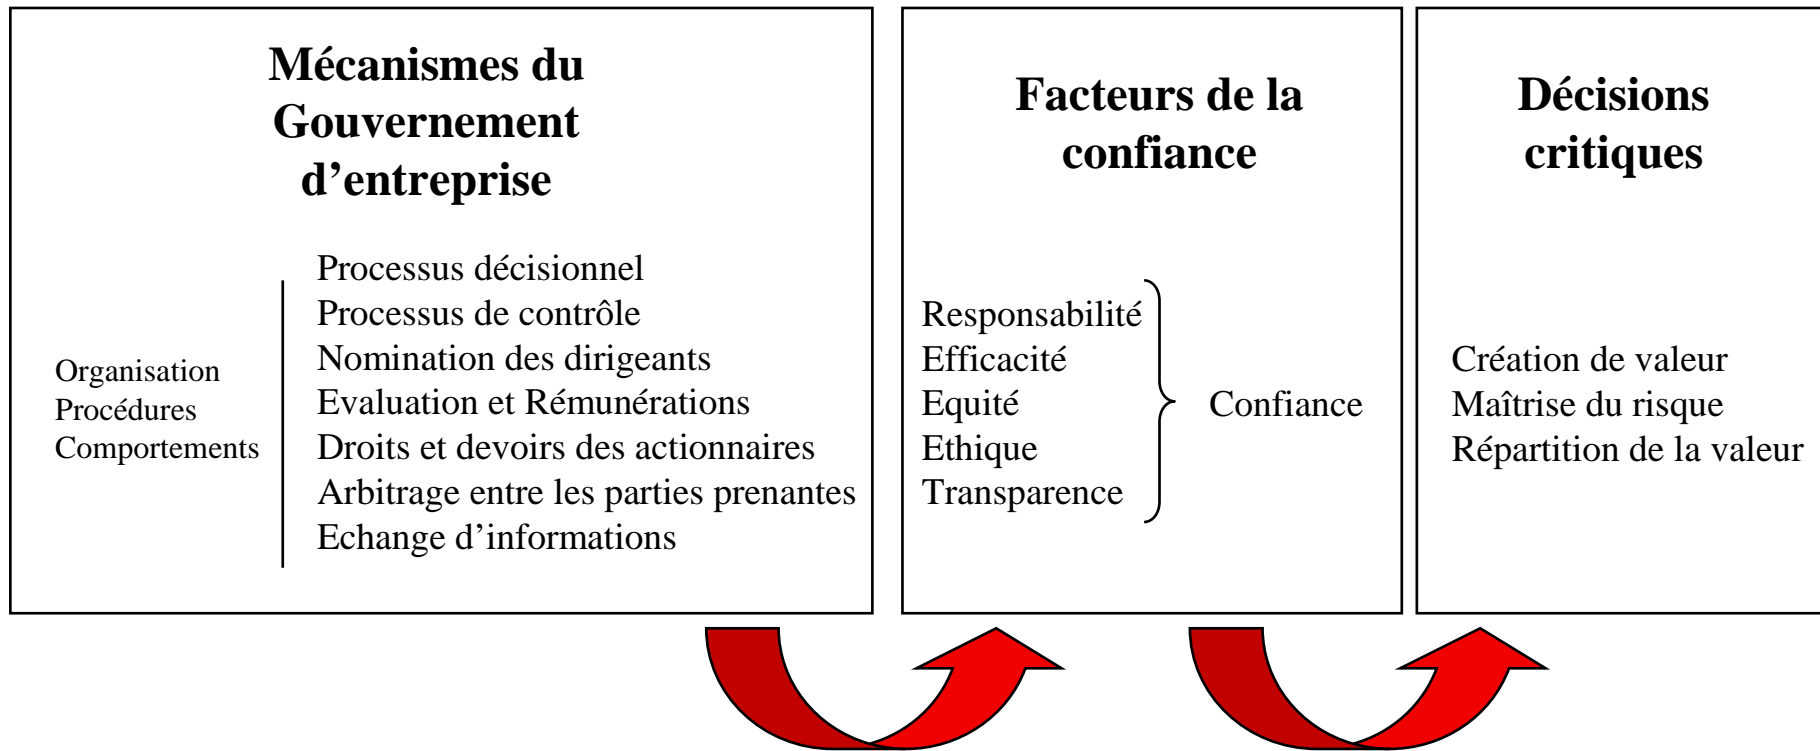 Mécanismes du
Gouvernement
d’entreprise
Organisation
Procédures
Comportements
Processus décisionnel
Processus de contrôle
Nomination des dirigeants
Evaluation et Rémunérations
Droits et devoirs des actionnaires
Arbitrage entre les parties prenantes
Echange d’informations
Facteurs de la
confiance
Responsabilité
Efficacité
Equité
Ethique
Transparence
Confiance
Décisions
critiques
Création de valeur
Maîtrise du risque
Répartition de la valeur